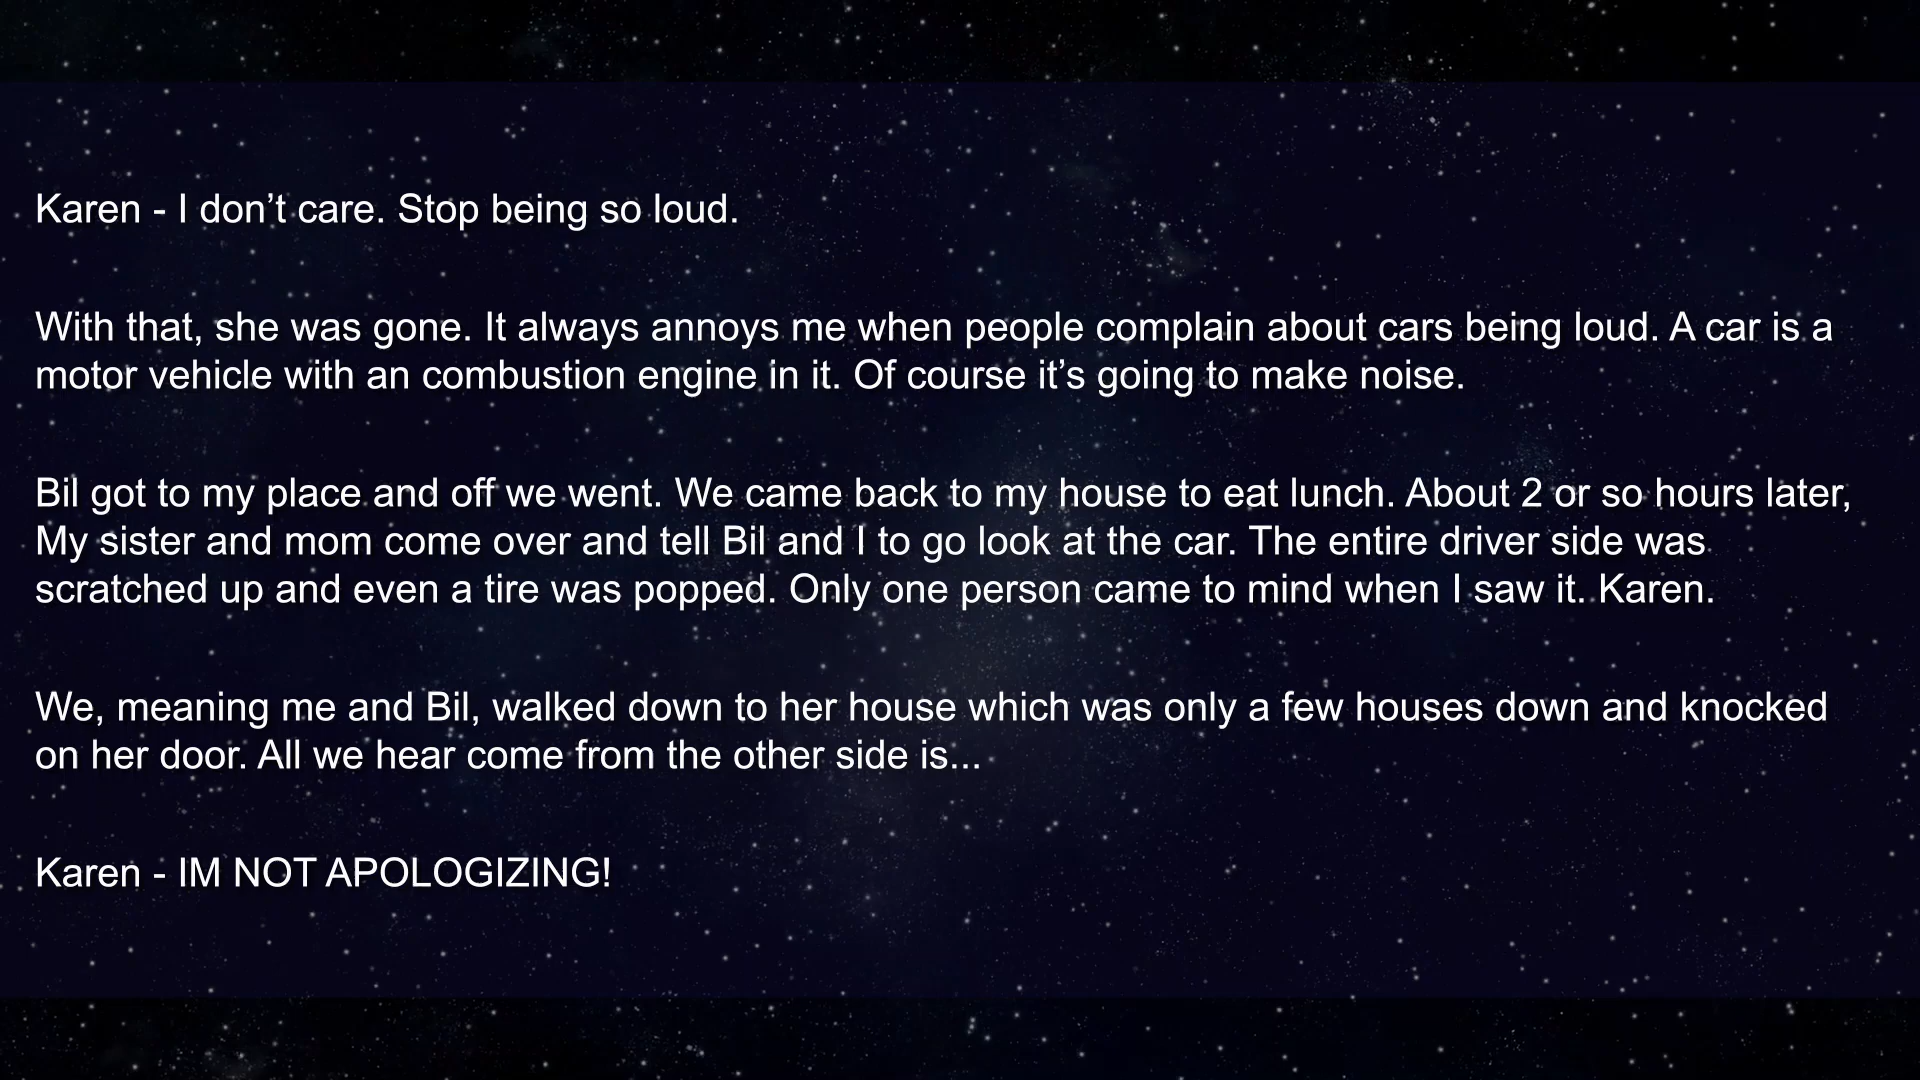 Karen - I don’t care. Stop being so loud.
With that, she was gone. It always annoys me when people complain about cars being loud. A car is a
motor vehicle with an combustion engine in it. Of course it’s going to make noise.
Bil got to my place and off we went. We came back to my house to eat lunch. About 2 or so hours later,
My sister and mom come over and tell Bil and I to go look at the car. The entire driver side was
scratched up and even a tire was popped. Only one person came to mind when I saw it. Karen.
We, meaning me and Bil, walked down to her house which was only a few houses down and knocked
on her door. All we hear come from the other side is...
Karen - IM NOT APOLOGIZING!